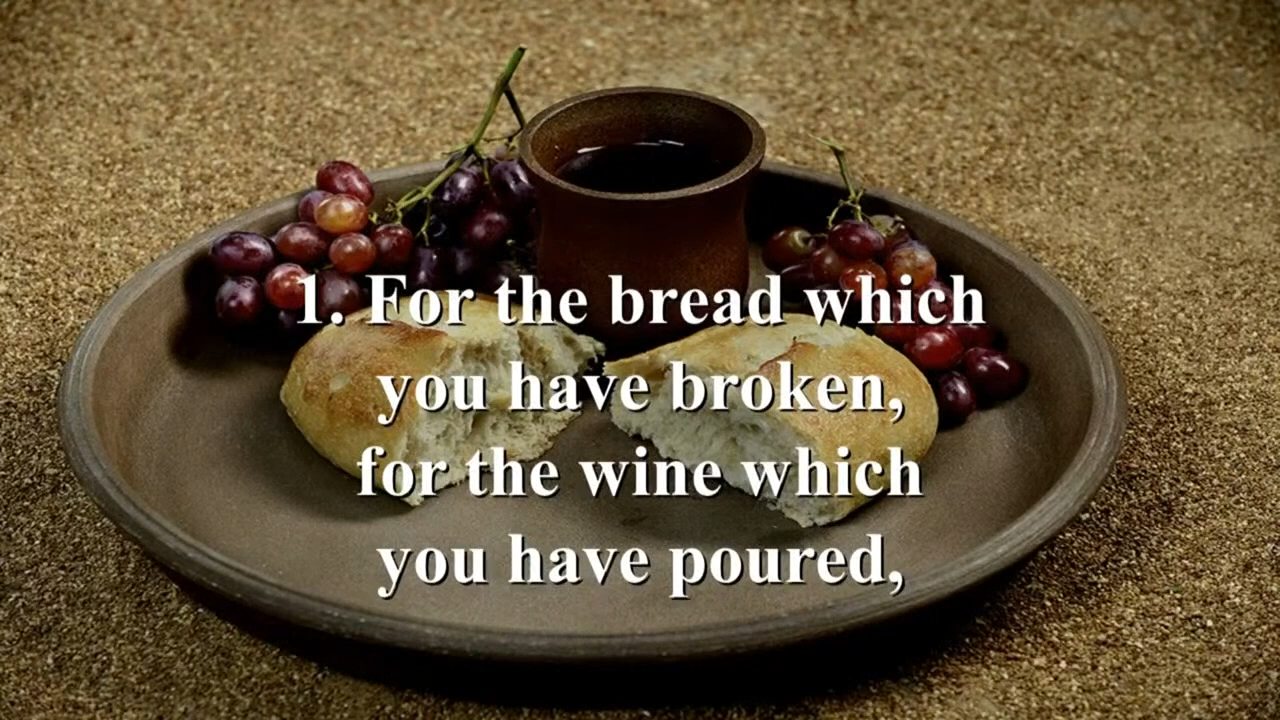 1. For the bread which
you have broken,
for the wine which
you have poured,